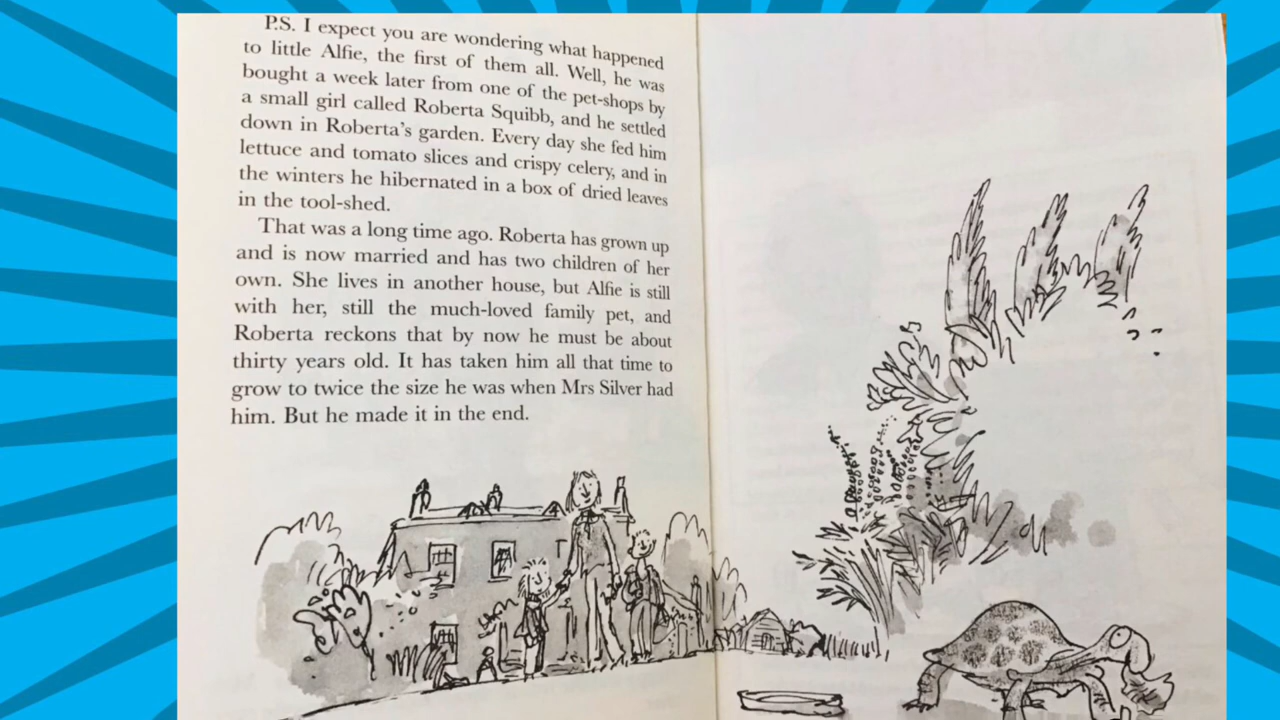 P.S. I expect you are wondering what happened
to little Alfie, the first of them all. Well, he was
bought a week later from one of the pet-shops by
a small girl called Roberta Squibb, and he settled
down in Roberta's garden. Every day she fed him
lettuce and tomato slices and crispy celery, and in
the winters he hibernated in a box of dried leaves
in the tool-shed.
That was a long time ago. Roberta has grown up
and is now married and has two children of her
own. She lives in another house, but Alfie is still
with her, still the much-loved family pet, and
Roberta reckons that by now he must be about
thirty years old. It has taken him all that time to
grow to twice the size he was when Mrs Silver had
him. But he made it in the end.